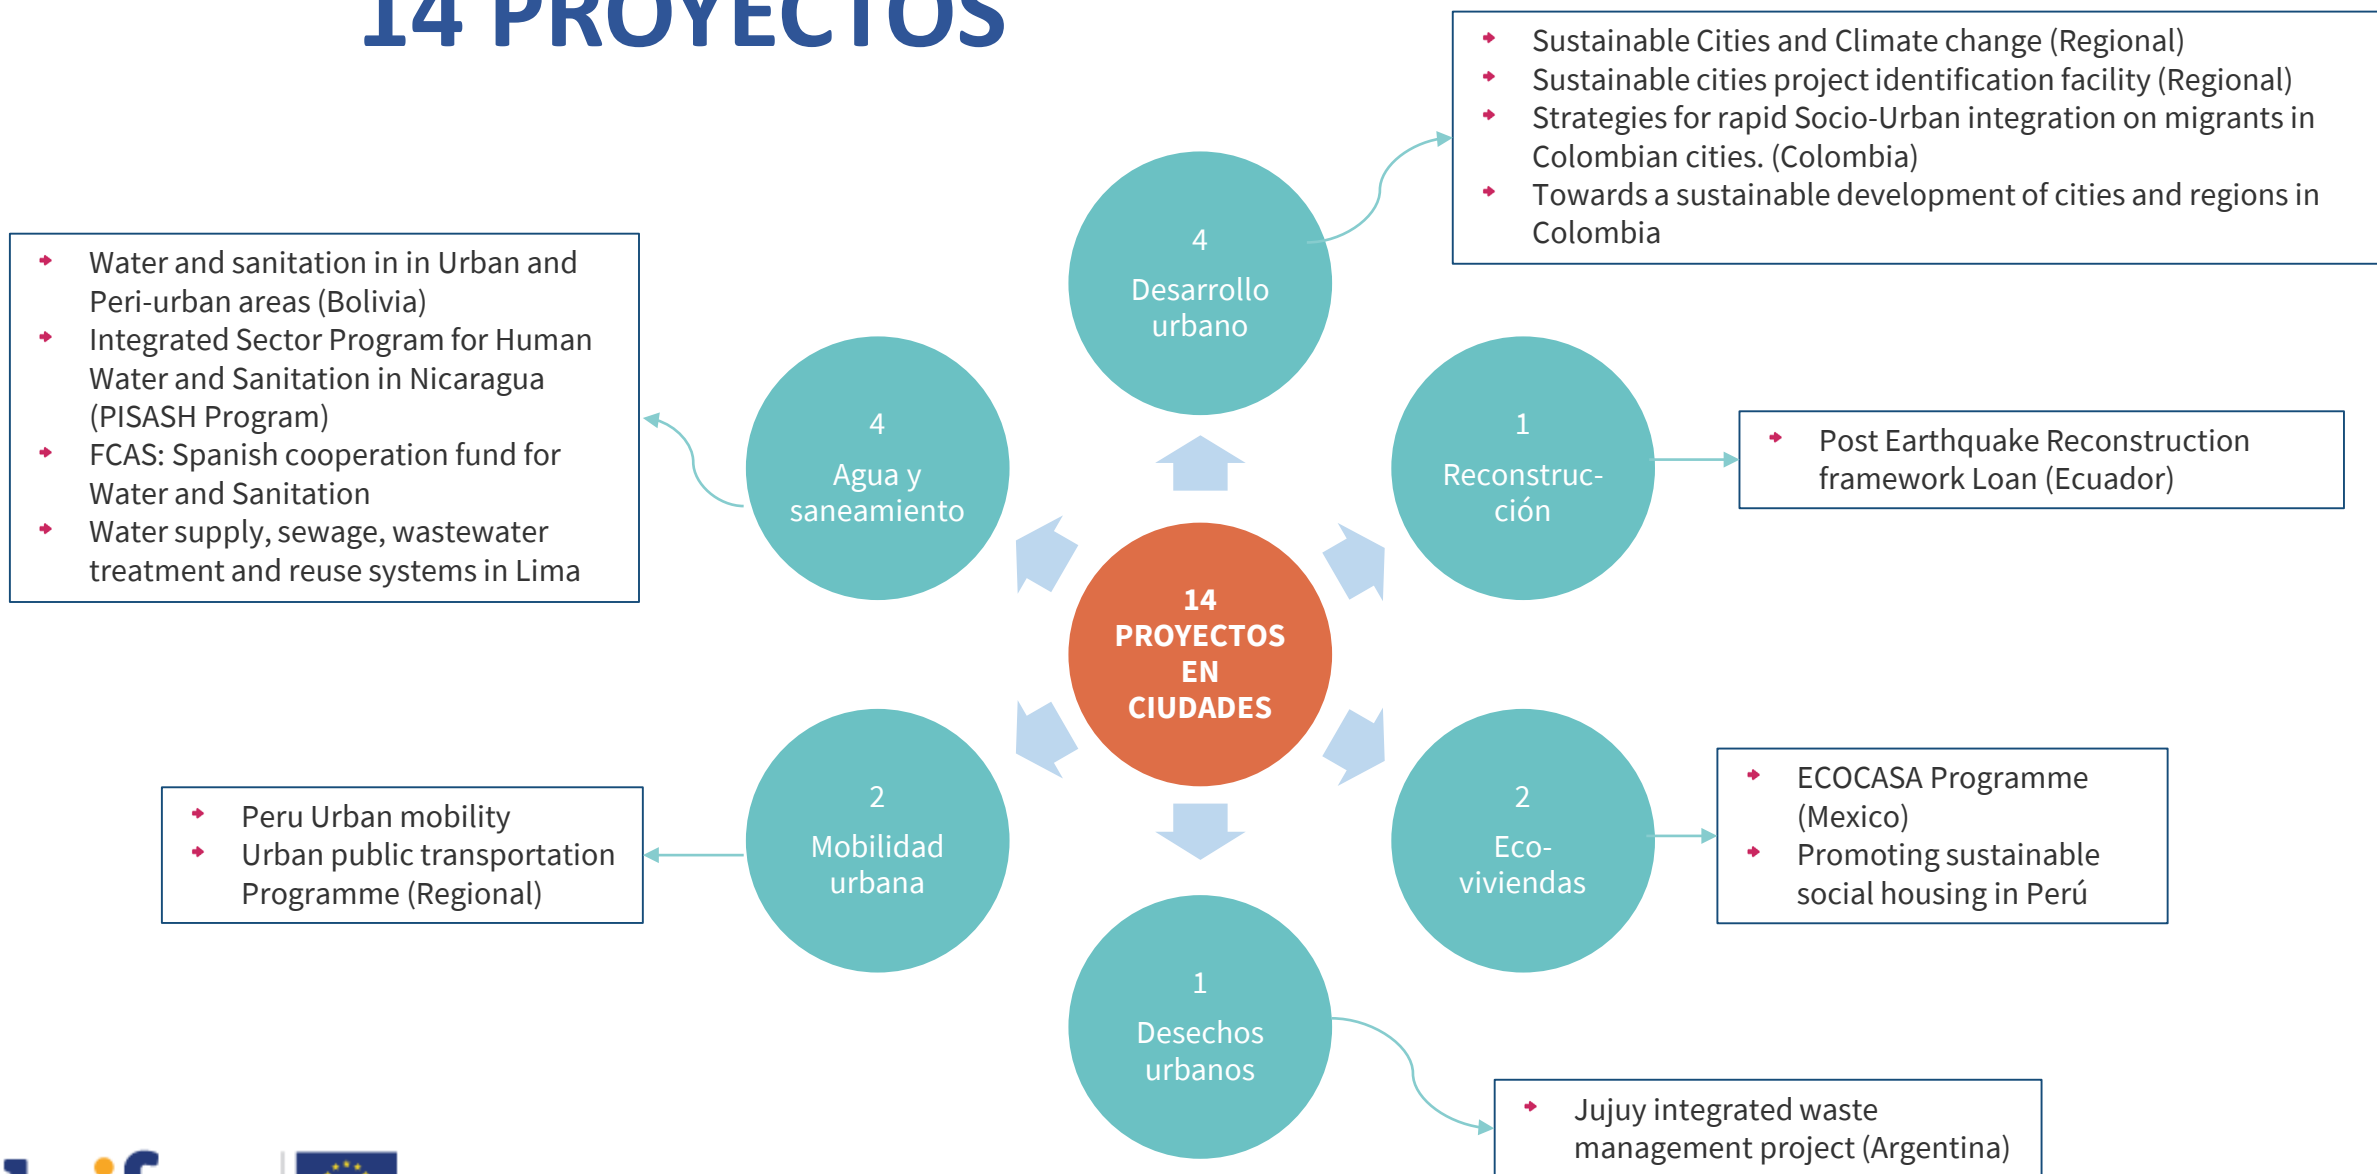 14 PROYECTOS
Sustainable Cities and Climate change (Regional)
Sustainable cities project identification facility (Regional)
Strategies for rapid Socio-Urban integration on migrants in
Colombian cities. (Colombia)
Towards a sustainable development of cities and regions in
Colombia
4
Desarrollo
urbano
Water and sanitation in in Urban and
Peri-urban areas (Bolivia)
Integrated Sector Program for Human
Water and Sanitation in Nicaragua
(PISASH Program)
FCAS: Spanish cooperation fund for
Water and Sanitation
Water supply, sewage, wastewater
treatment and reuse systems in Lima
4
Agua y
saneamiento
1
Reconstruc-
ción
Post Earthquake Reconstruction
framework Loan (Ecuador)
14
PROYECTOS
EN
CIUDADES
Peru Urban mobility
Urban public transportation
Programme (Regional)
2
Mobilidad
urbana
2
Eco-
viviendas
ECOCASA Programme
(Mexico)
Promoting sustainable
social housing in Perú
1
Desechos
urbanos
Jujuy integrated waste
management project (Argentina)